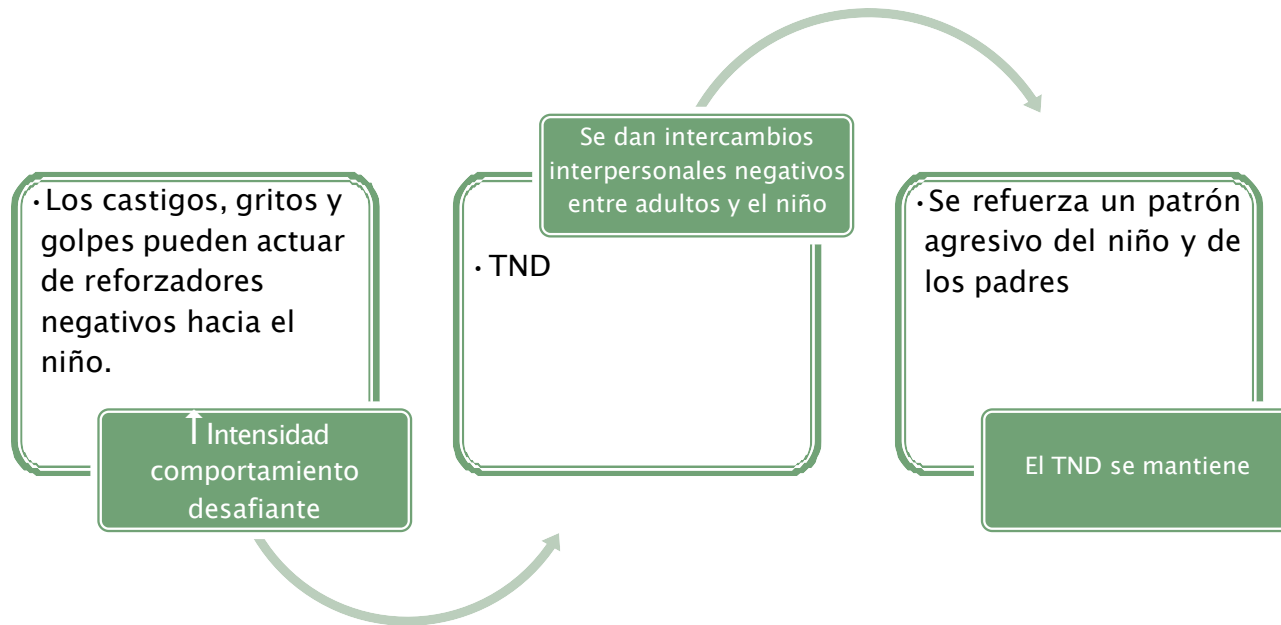 ·Los castigos, gritos y
golpes pueden actuar
de reforzadores
negativos hacia el
niño.
↑Intensidad
comportamiento
desafiante
Se dan intercambios
interpersonales negativos
entre adultos y el niño
·TND
·Se refuerza un patrón
agresivo del niño y de
los padres
El TND se mantiene